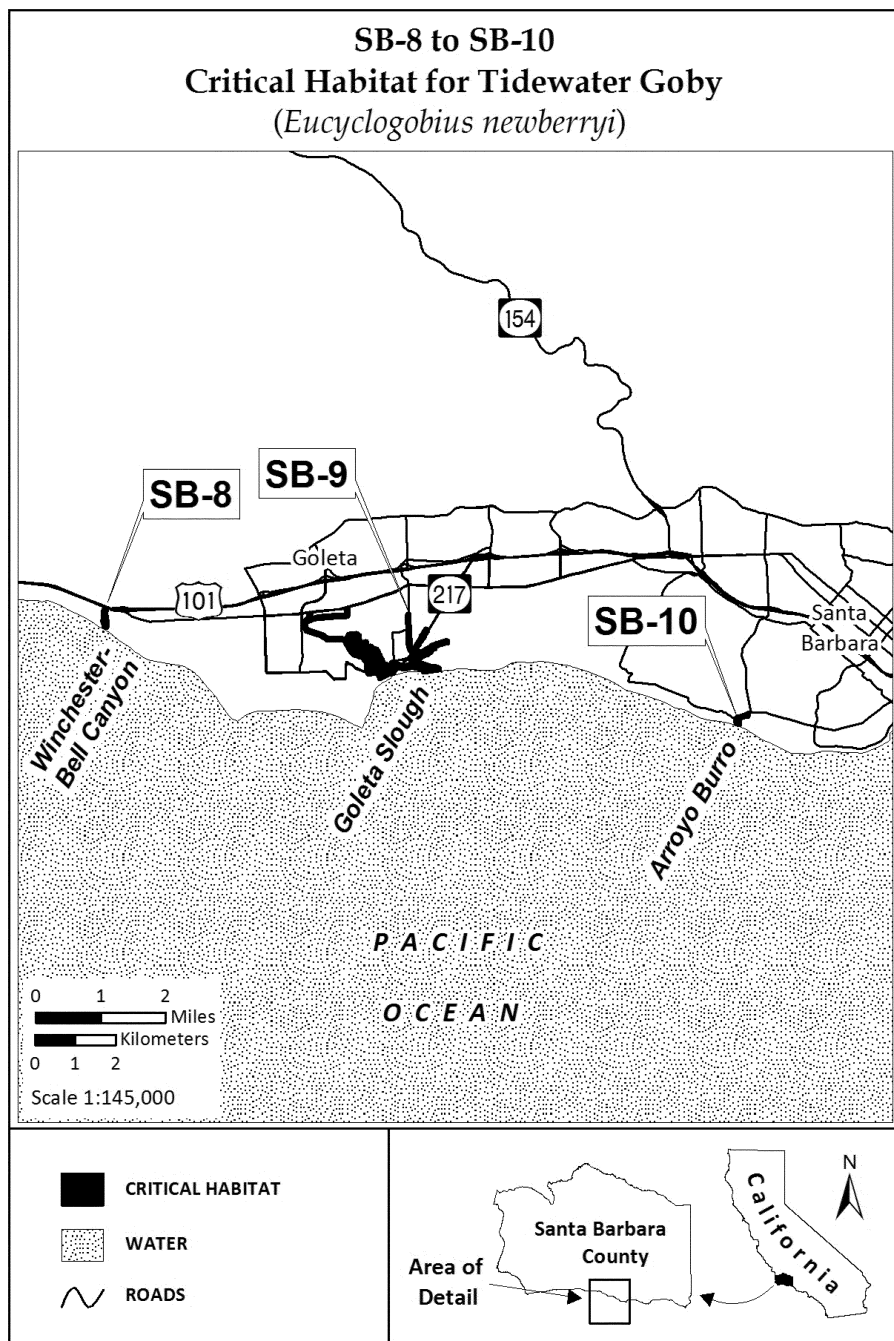 SB-8 to SB-10
Critical Habitat for Tidewater Goby
(Eucyclogobius newberryi)
154
SB-9
SB-8
Goleta
101
217
SB-10
Santa
Barbara
Winchester-
Bell Canyon
Goleta Slough
Arroyo Burro
PACIFIC
OCEAN
0 1 2
Miles
Kilometers
0 1 2
Scale 1:145,000
CRITICAL HABITAT
WATER
ROADS
Santa Barbara
County
Area of
Detail
California
N